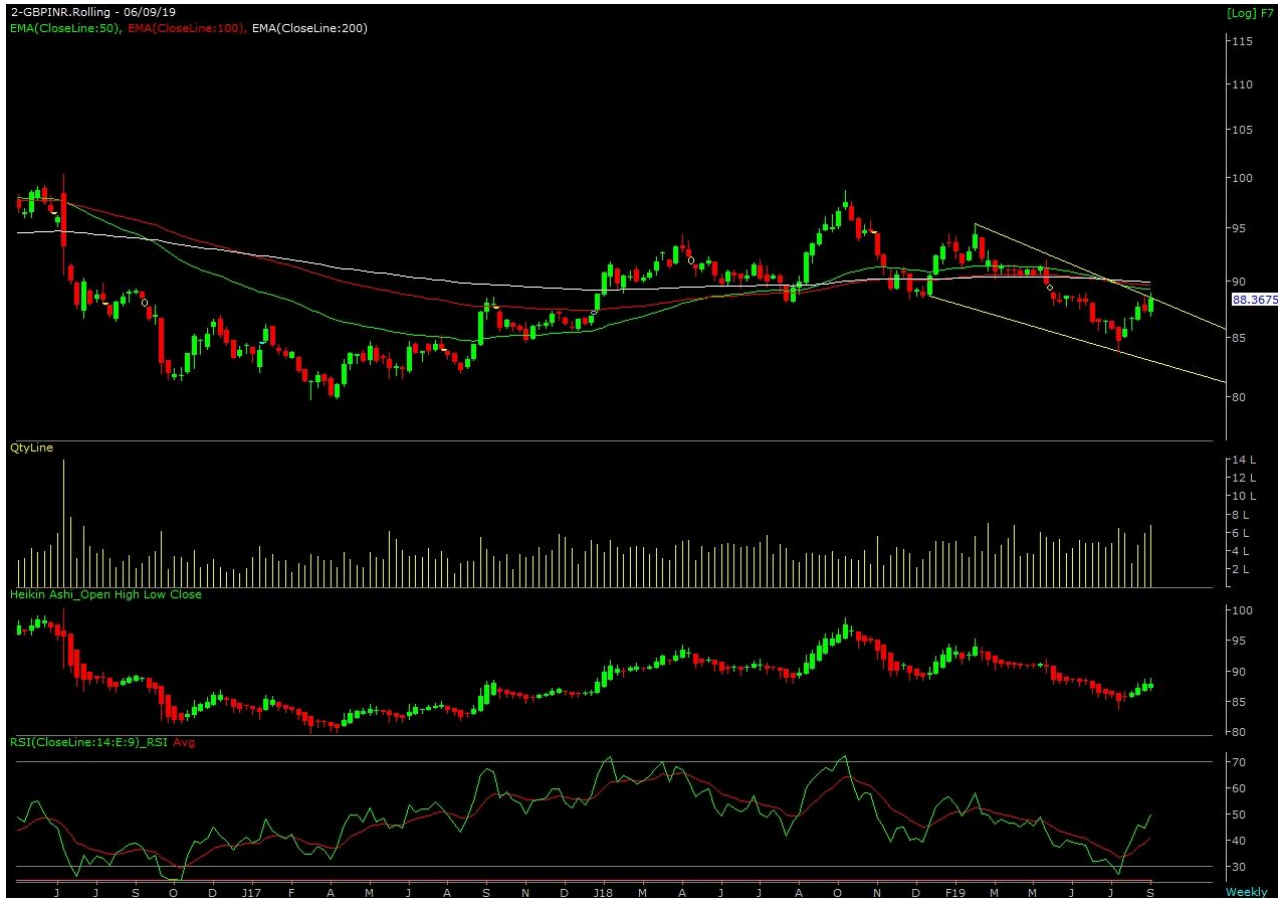 2-GBPINR.Rolling - 06/09/19
[Log] F7
EMA(CloseLine:50), EMA(CloseLine:100), EMA(CloseLine:200)
115
110
105
100
95
90
88.3675
85
80
QtyLine
14 L
12 L
10 L
8 L
6 L
4 L
2 L
Heikin Ashi_Open High Low Close
100
95
90
85
80
RSI(CloseLine:14:E:9)_RSI Avg
70
60
50
40
30
J J S O D J17 F A M J A S N D J18 M A J J A O N D F19 M M J J S
Weekly